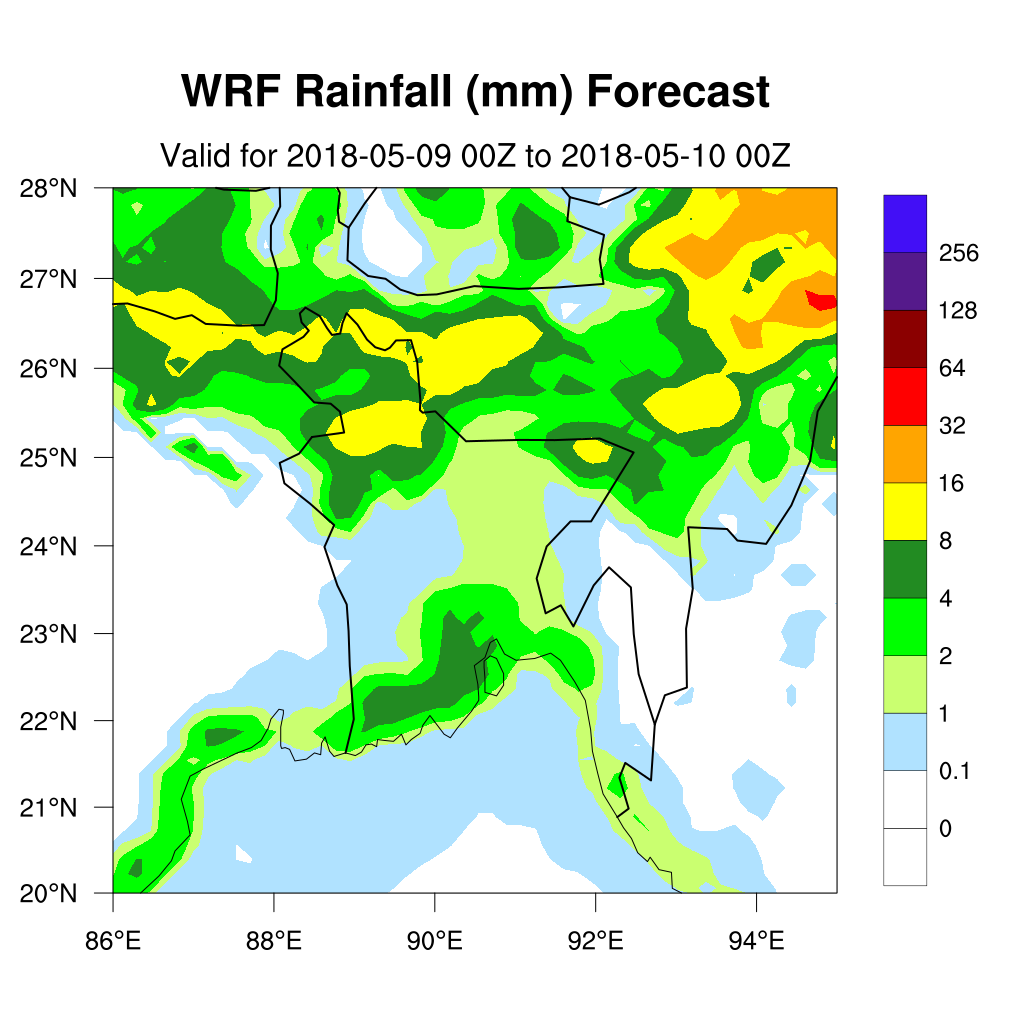 WRF Rainfall (mm) Forecast
Valid for 2018-05-09 00Z to 2018-05-10 00Z
28°N
27°N
26°N
25°N
24°N
23°N
22°N
21°N
20°N
86°E 88°E 90°E 92°E 94°E
256
128
64
32
16
8
4
2
1
0.1
0